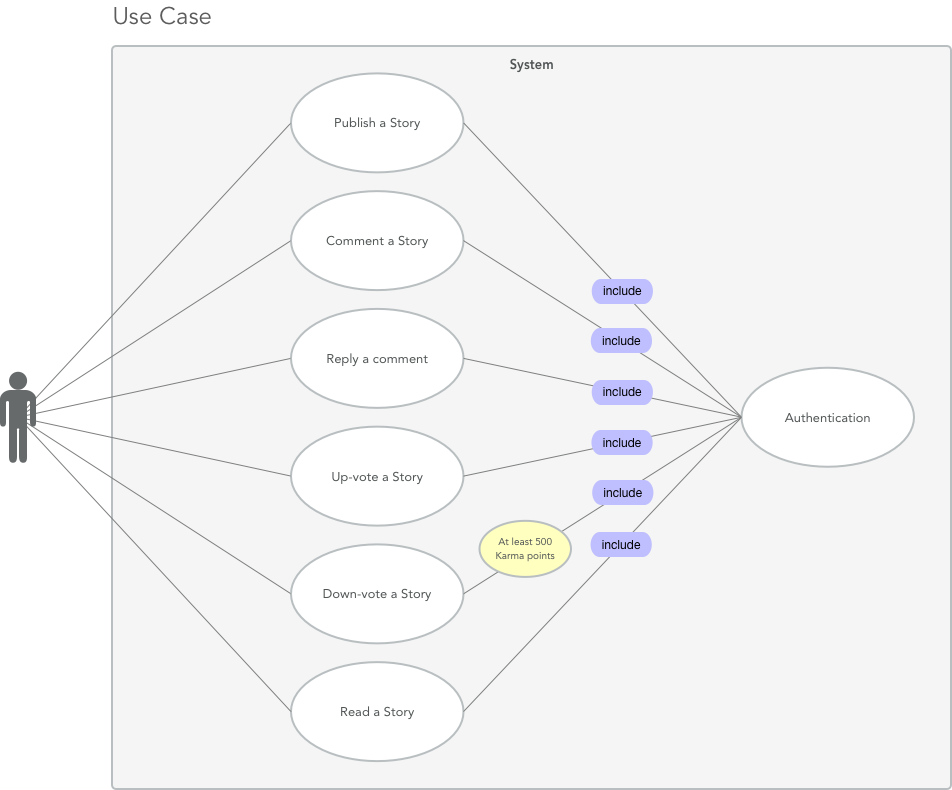 Use Case
System
Publish a Story
Comment a Story
include
include
Reply a comment
include
Authentication
include
Up-vote a Story
include
At least 500
Karma points
include
Down-vote a Story
Read a Story